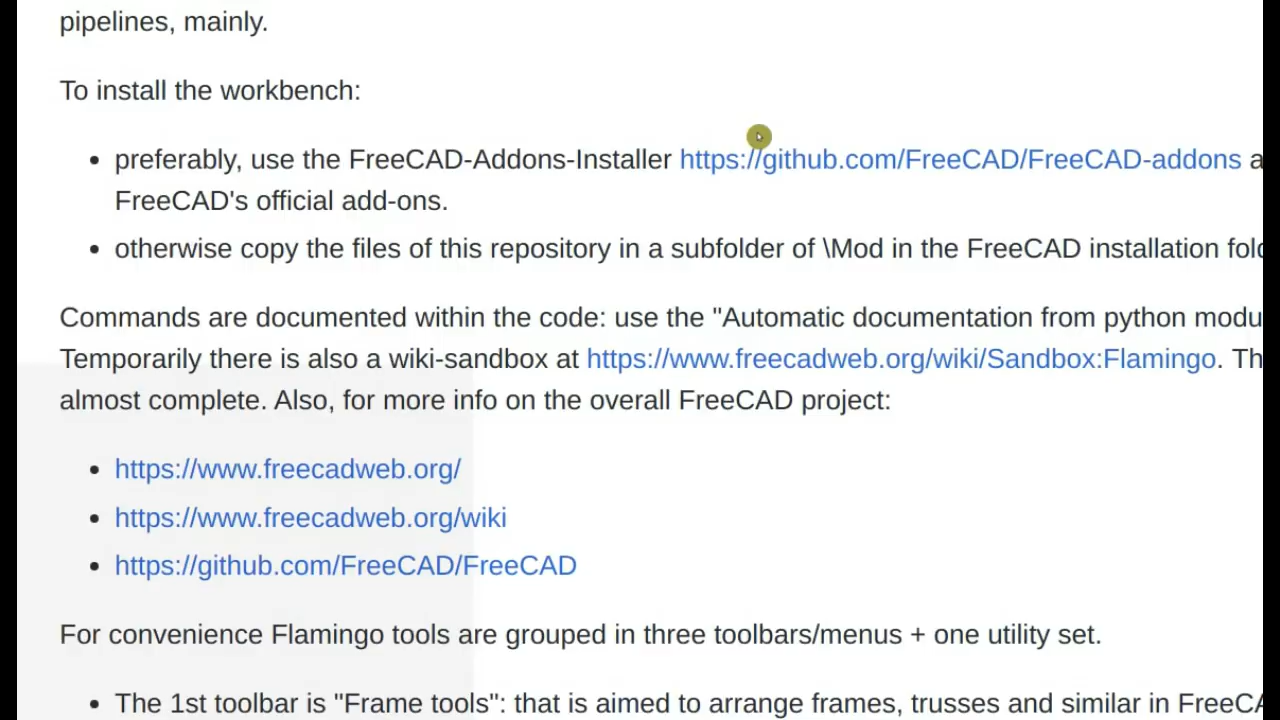 pipelines, mainly.
To install the workbench:
• preferably, use the FreeCAD-Addons-Installer https://github.com/FreeCAD/FreeCAD-addons a
FreeCAD's official add-ons.
• otherwise copy the files of this repository in a subfolder of \Mod in the FreeCAD installation fold
Commands are documented within the code: use the "Automatic documentation from python modu
Temporarily there is also a wiki-sandbox at https://www.freecadweb.org/wiki/Sandbox:Flamingo. Th
almost complete. Also, for more info on the overall FreeCAD project:
• https://www.freecadweb.org/
• https://www.freecadweb.org/wiki
• https://github.com/FreeCAD/FreeCAD
For convenience Flamingo tools are grouped in three toolbars/menus + one utility set.
• The 1st toolbar is "Frame tools": that is aimed to arrange frames, trusses and similar in FreeCA